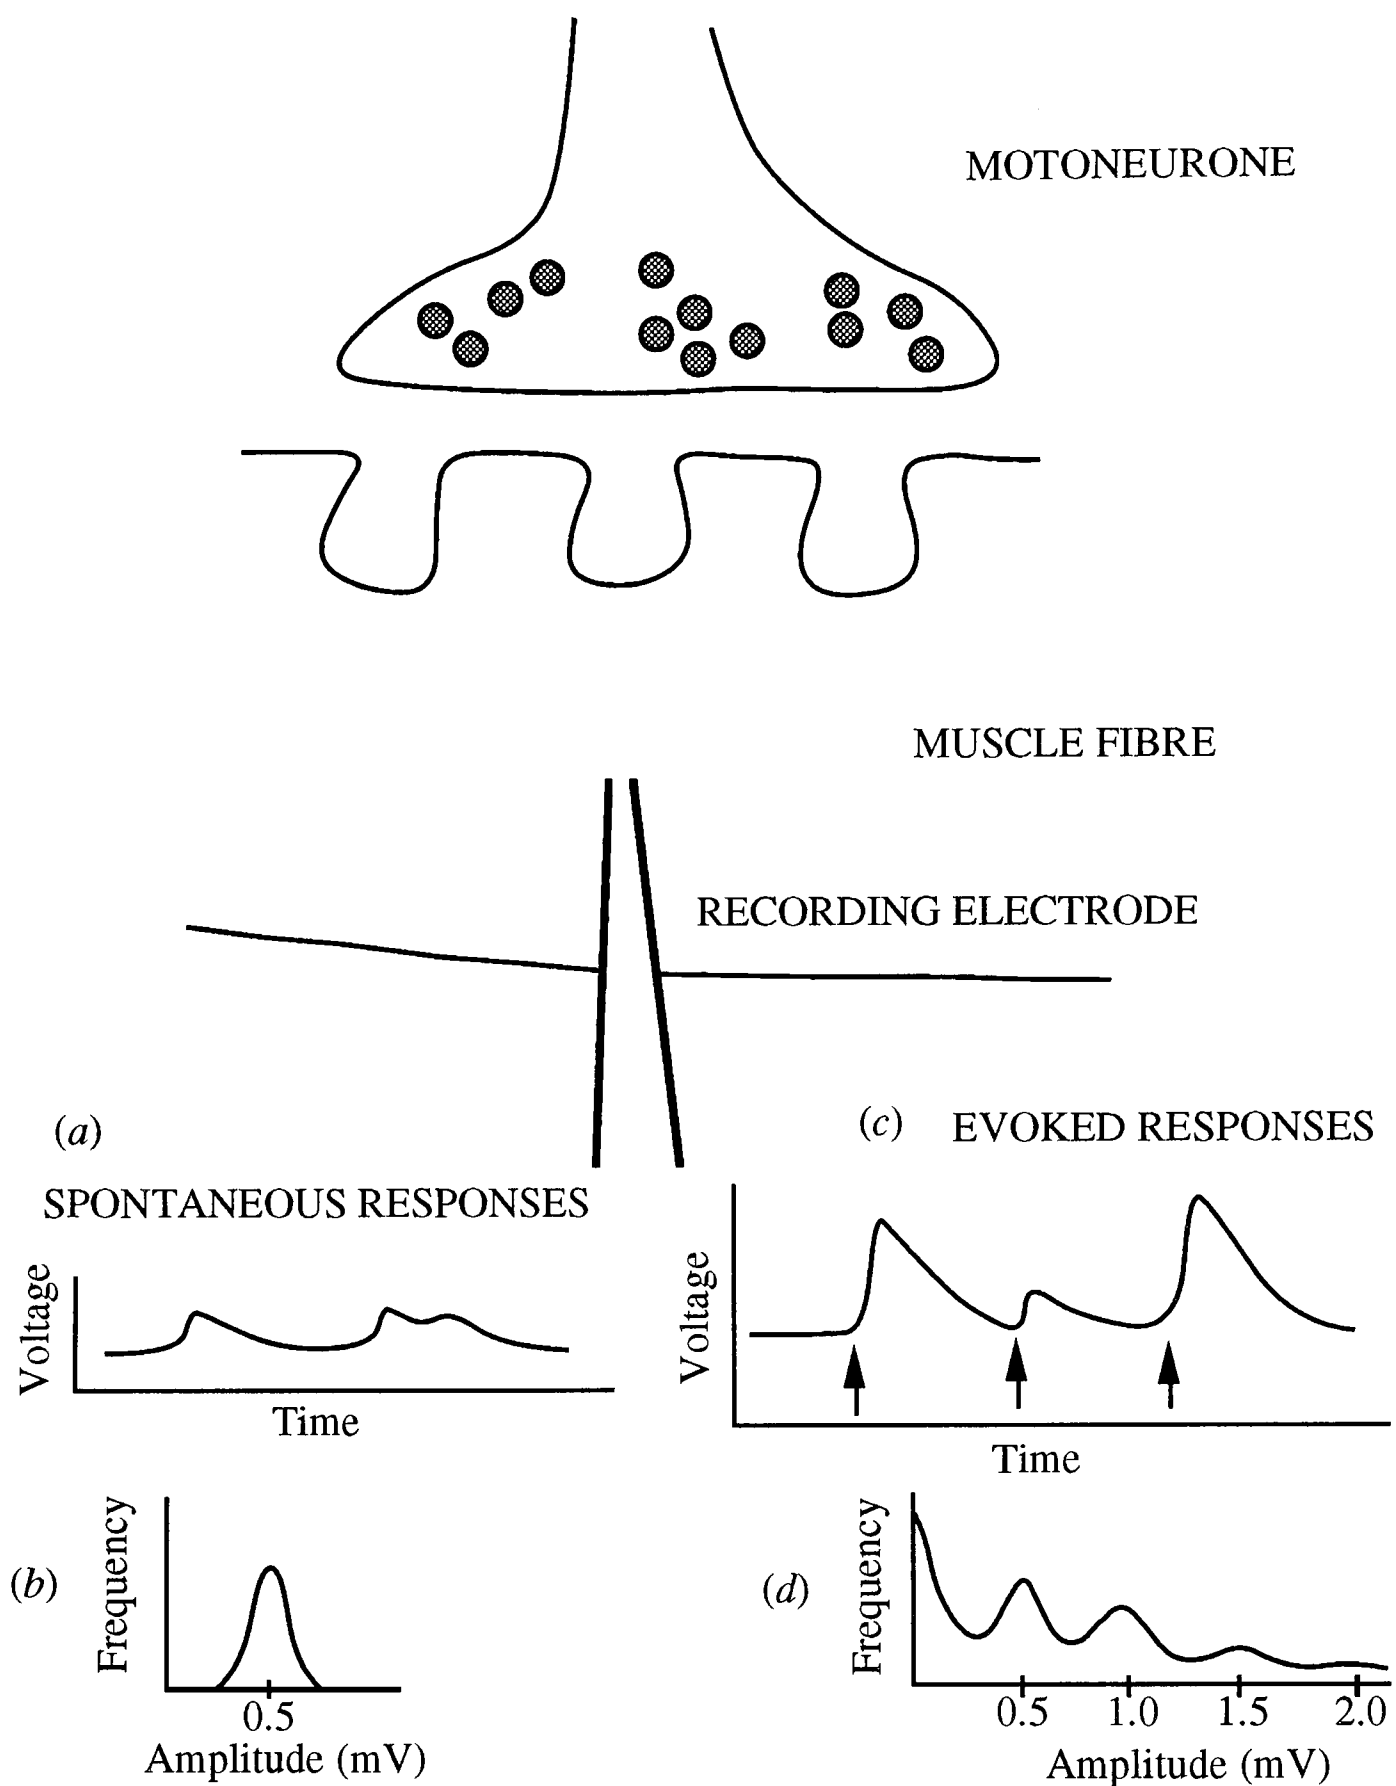 MOTONEURONE
MUSCLE FIBRE
RECORDING ELECTRODE
(a)
SPONTANEOUS RESPONSES
Voltage
Time
(b)
Frequency
0.5
Amplitude (mV)
(c) EVOKED RESPONSES
Voltage
Time
(d)
Frequency
0.5 1.0 1.5 2.0
Amplitude (mV)